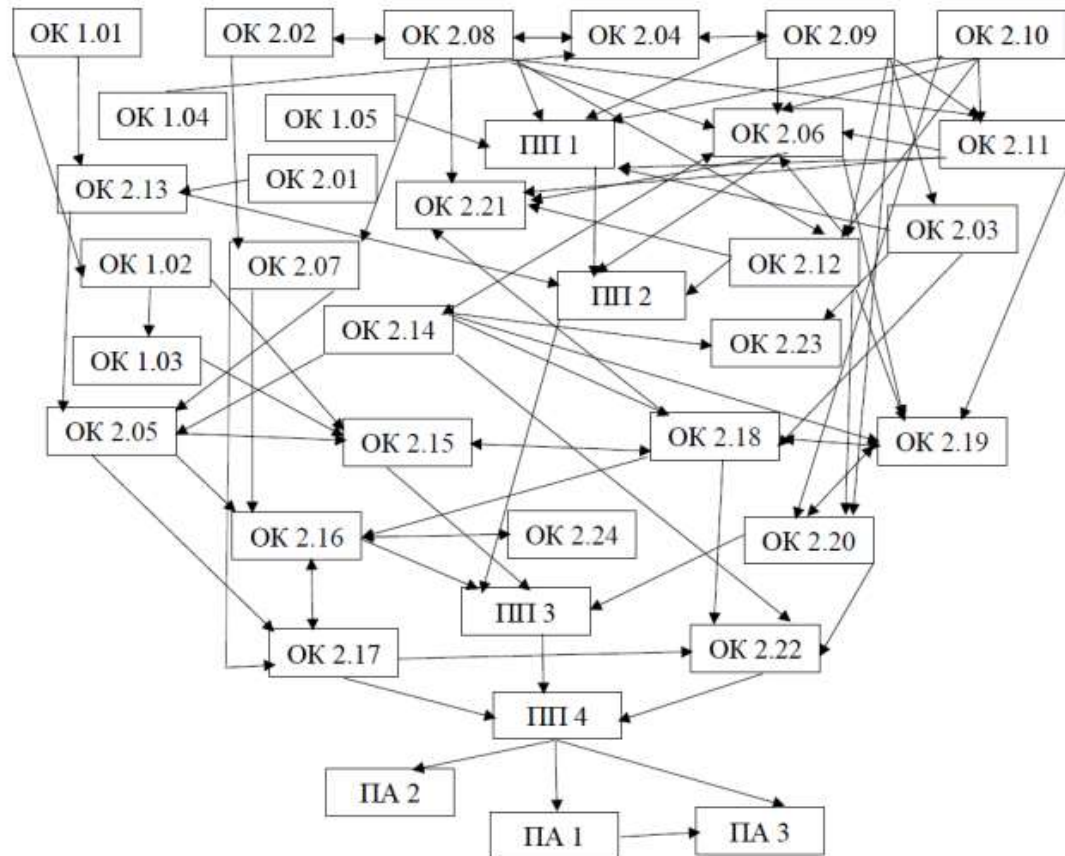 ОК 1.01
ОК 2.02
ОК 2.08
ОК 2.04
ОК 2.09
ОК 2.10
ОК 1.04
ОК 1.05
ПП 1
ОК 2.06
ОК 2.11
ОК 2.13
ОК 2.01
ОК 2.21
ОК 2.03
ОК 1.02
ОК 2.07
ОК 2.12
ПП 2
ОК 2.14
ОК 2.23
ОК 1.03
ОК 2.05
ОК 2.15
ОК 2.18
ОК 2.19
ОК 2.16
ОК 2.24
ОК 2.20
ПП 3
ОК 2.17
ОК 2.22
ПП 4
ПА 2
ПА 1
ПА 3